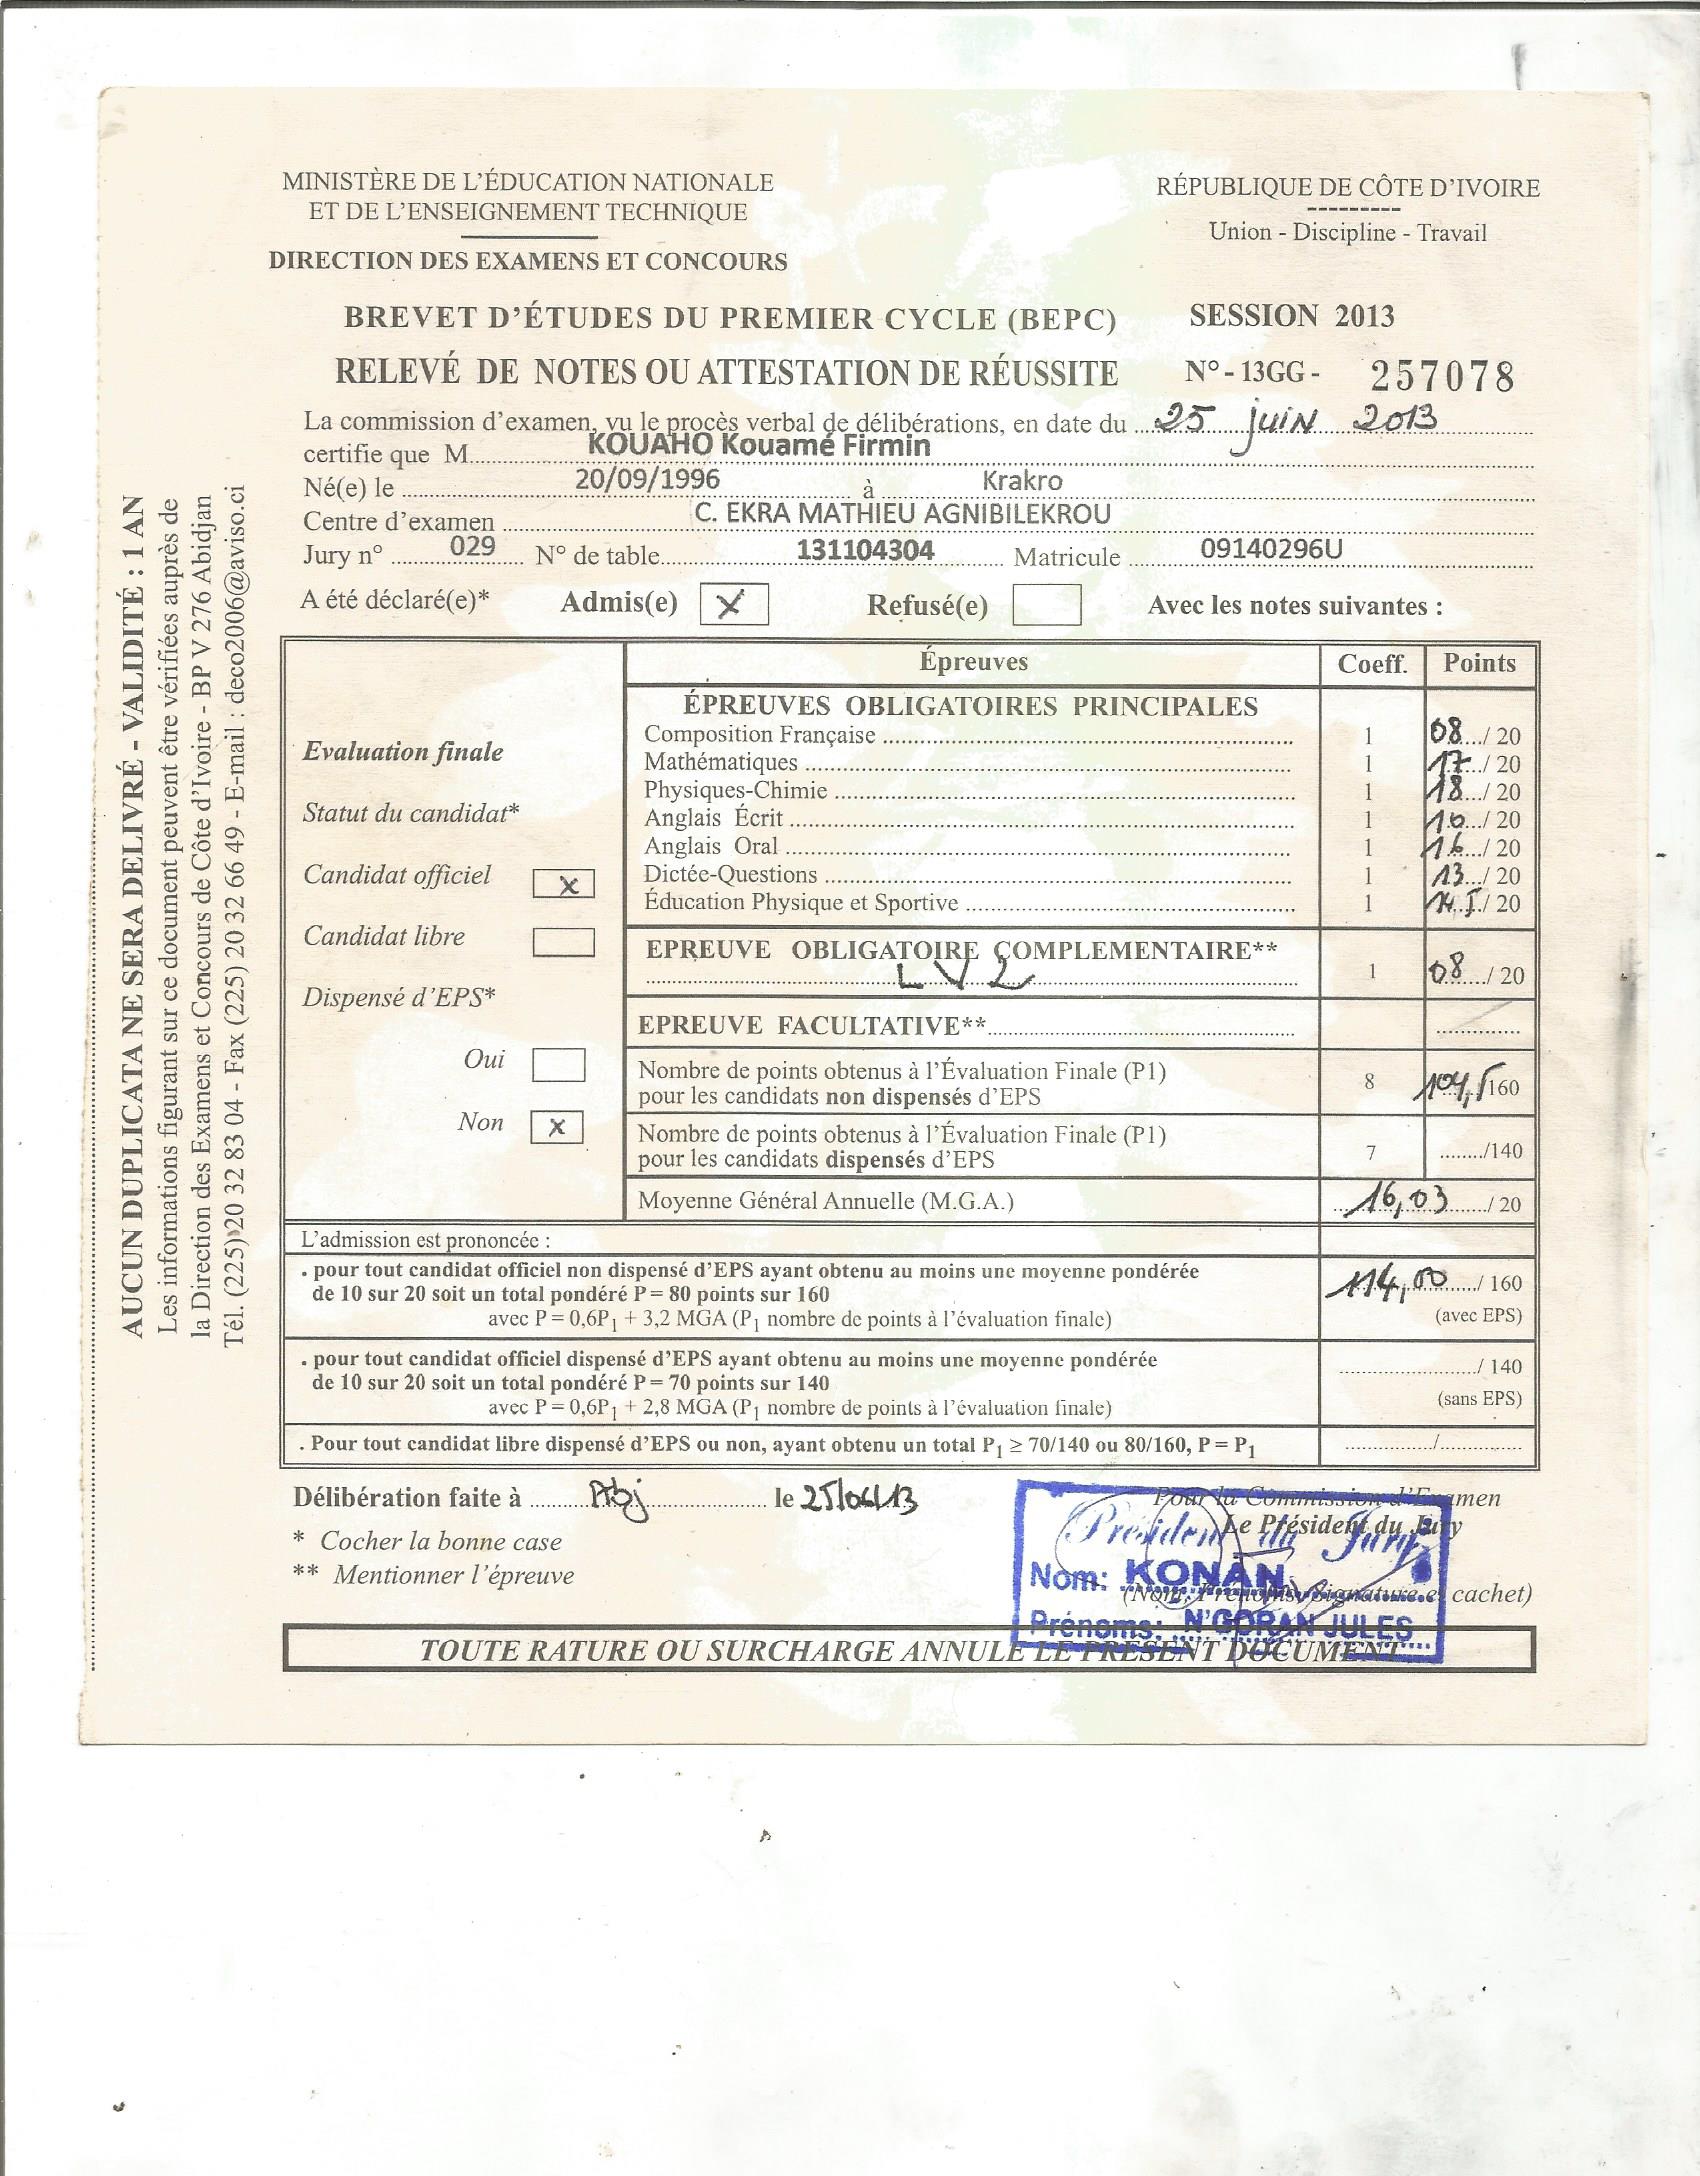 MINISTÈRE DE L'ÉDUCATION NATIONALE
ET DE L'ENSEIGNEMENT TECHNIQUE
DIRECTION DES EXAMENS ET CONCOURS
RÉPUBLIQUE DE CÔTE D'IVOIRE
Union - Discipline - Travail
BREVET D'ÉTUDES DU PREMIER CYCLE (BEPC) SESSION 2013
RELEVÉ DE NOTES OU ATTESTATION DE RÉUSSITE N° - 13GG - 257078
La commission d'examen, vu le procès verbal de délibérations, en date du 25 juin 2013
certifie que M KOUAHO Kouamé Firmin
Né(e) le 20/09/1996 à Krakro
Centre d'examen C. EKRA MATHIEU AGNIBILEKROU
Jury n° 029 N° de table 131104304 Matricule 09140296U
A été déclaré(e)* Admis(e) X Refusé(e) Avec les notes suivantes :
Épreuves Coeff. Points
ÉPREUVES OBLIGATOIRES PRINCIPALES
Composition Française 1 08 / 20
Mathématiques 1 17 / 20
Physiques-Chimie 1 18 / 20
Anglais Écrit 1 10 / 20
Anglais Oral 1 16 / 20
Dictée-Questions 1 13 / 20
Éducation Physique et Sportive 1 14,5 / 20
EPREUVE OBLIGATOIRE COMPLEMENTAIRE**
LV2 1 08 / 20
EPREUVE FACULTATIVE**
Nombre de points obtenus à l'Évaluation Finale (P1)
pour les candidats non dispensés d'EPS 8 104,5 160
Nombre de points obtenus à l'Évaluation Finale (P1)
pour les candidats dispensés d'EPS 7 /140
Moyenne Général Annuelle (M.G.A.) 16,03 / 20
Evaluation finale
Statut du candidat*
Candidat officiel X
Candidat libre
Dispensé d'EPS*
Oui
Non X
L'admission est prononcée :
. pour tout candidat officiel non dispensé d'EPS ayant obtenu au moins une moyenne pondérée
de 10 sur 20 soit un total pondéré P = 80 points sur 160
avec P = 0,6P1 + 3,2 MGA (P1 nombre de points à l'évaluation finale)
114,00 / 160
(avec EPS)
. pour tout candidat officiel dispensé d'EPS ayant obtenu au moins une moyenne pondérée
de 10 sur 20 soit un total pondéré P = 70 points sur 140
avec P = 0,6P1 + 2,8 MGA (P1 nombre de points à l'évaluation finale)
/ 140
(sans EPS)
. Pour tout candidat libre dispensé d'EPS ou non, ayant obtenu un total P1 ≥ 70/140 ou 80/160, P = P1 /
Délibération faite à Abj le 25/06/13
* Cocher la bonne case
** Mentionner l'épreuve
Pour la Commission d'Examen
Le Président du Jury
(Nom, Prénoms, Signature et cachet)
Président du Jury
Nom: KONAN
Prénoms: N'GORAN JULES
TOUTE RATURE OU SURCHARGE ANNULE LE PRESENT DOCUMENT
AUCUN DUPLICATA NE SERA DELIVRÉ - VALIDITÉ : 1 AN
Les informations figurant sur ce document peuvent être vérifiées auprès de
la Direction des Examens et Concours de Côte d'Ivoire - BP V 276 Abidjan
Tél. (225) 20 32 83 04 - Fax (225) 20 32 66 49 - E-mail : deco2006@aviso.ci